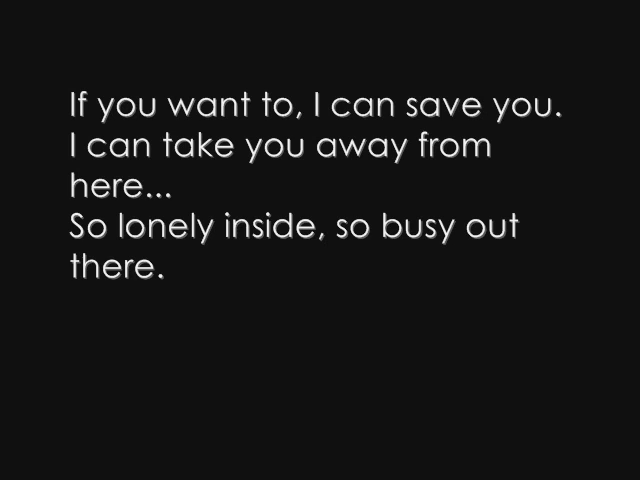 If you want to, I can save you.
I can take you away from
here...
So lonely inside, so busy out
there.